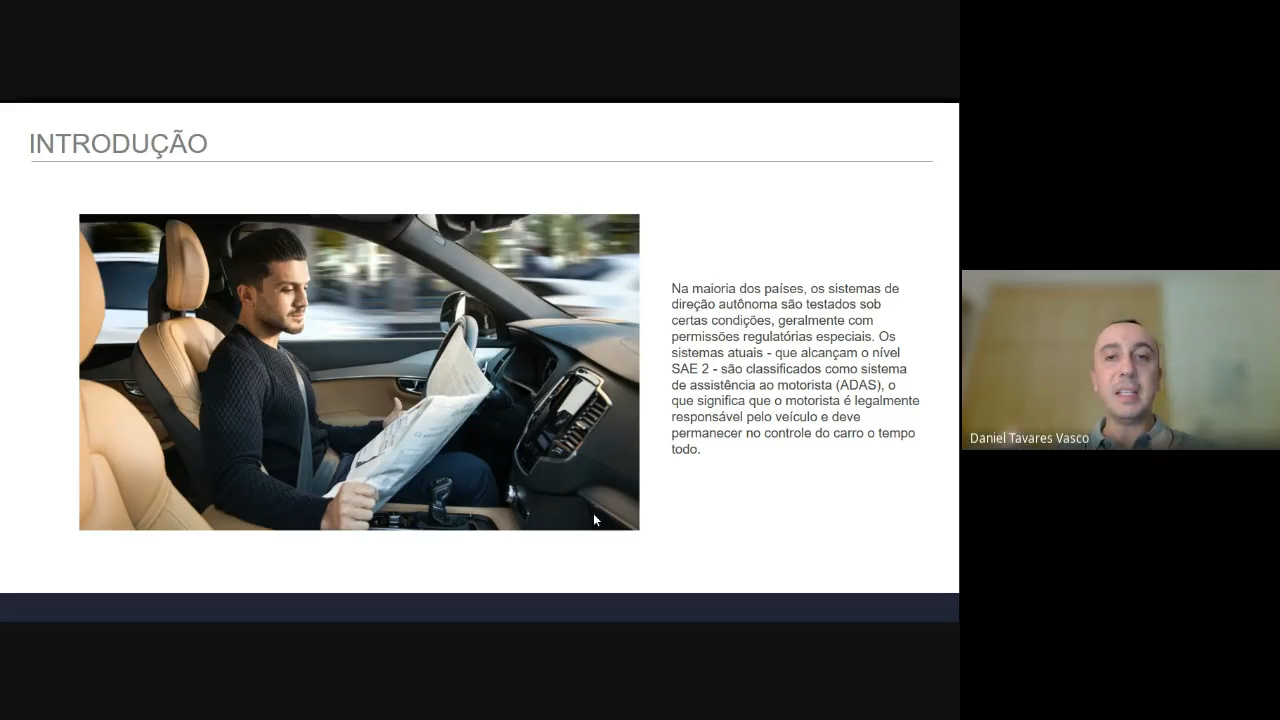 INTRODUÇÃO
Na maioria dos países, os sistemas de
direção autônoma são testados sob
certas condições, geralmente com
permissões regulatórias especiais. Os
sistemas atuais - que alcançam o nível
SAE 2 - são classificados como sistema
de assistência ao motorista (ADAS), o
que significa que o motorista é legalmente
responsável pelo veículo e deve
permanecer no controle do carro o tempo
todo.
Daniel Tavares Vasco